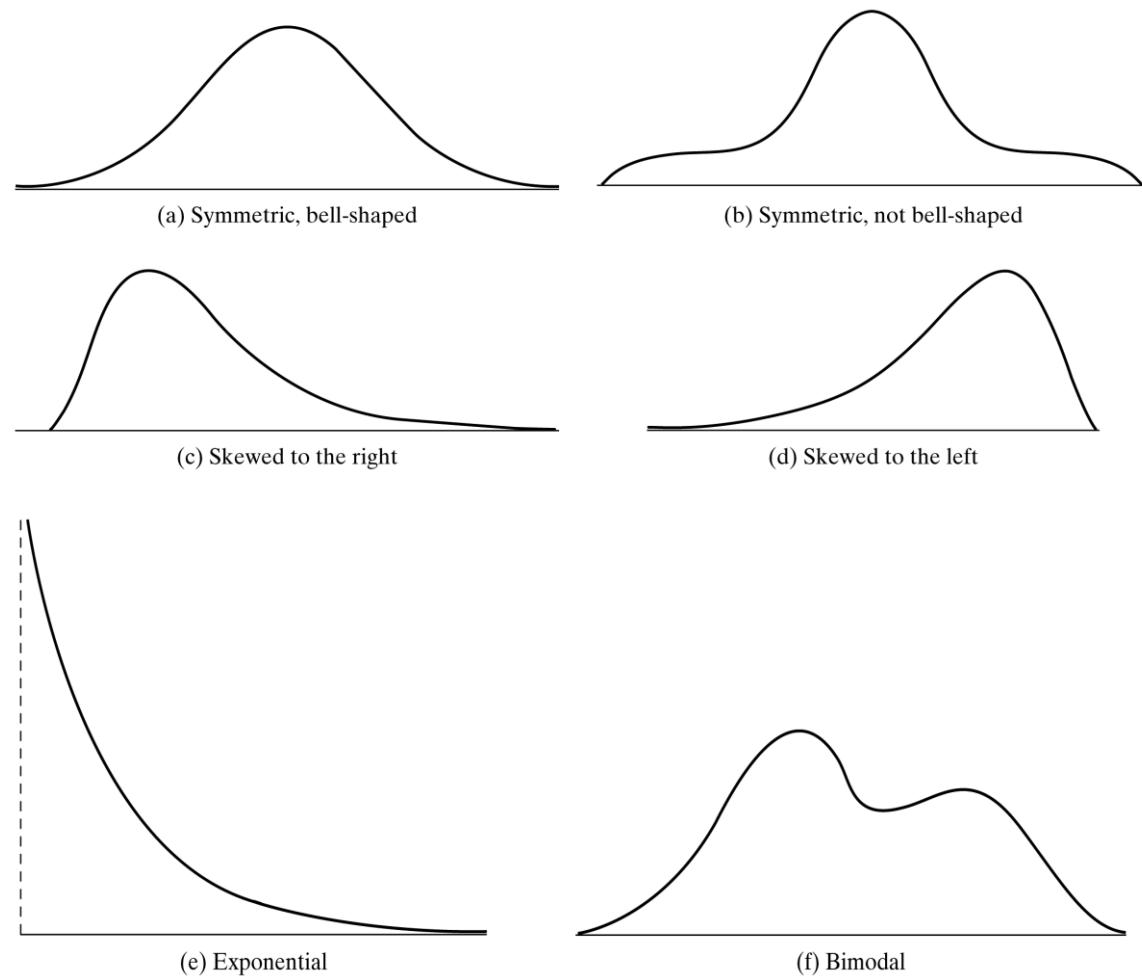 (a) Symmetric, bell-shaped
(b) Symmetric, not bell-shaped
(c) Skewed to the right
(d) Skewed to the left
(e) Exponential
(f) Bimodal